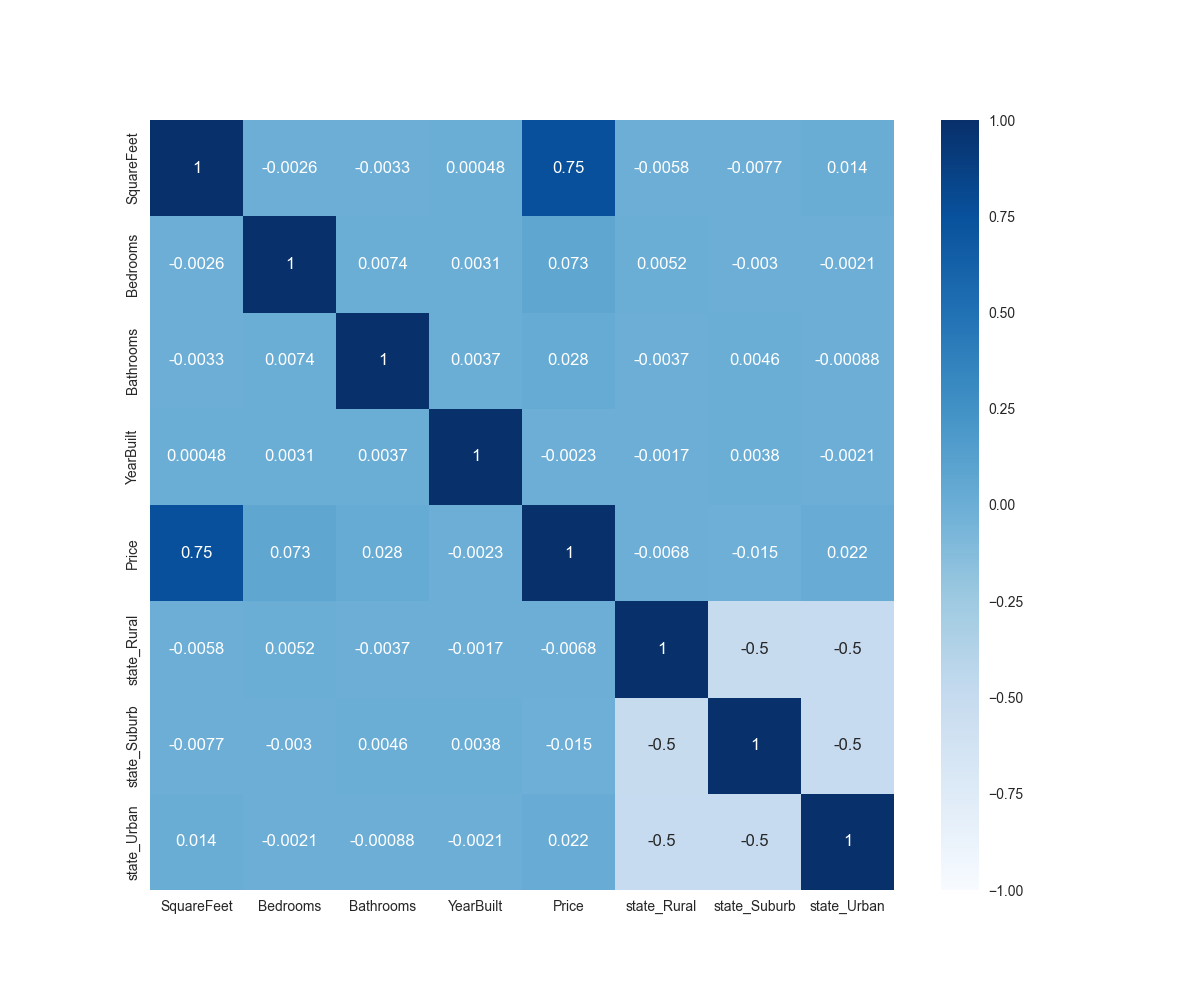 1.00
SquareFeet 1 -0.0026 -0.0033 0.00048 0.75 -0.0058 -0.0077 0.014
0.75
Bedrooms -0.0026 1 0.0074 0.0031 0.073 0.0052 -0.003 -0.0021
0.50
Bathrooms -0.0033 0.0074 1 0.0037 0.028 -0.0037 0.0046 -0.00088
0.25
YearBuilt 0.00048 0.0031 0.0037 1 -0.0023 -0.0017 0.0038 -0.0021
0.00
Price 0.75 0.073 0.028 -0.0023 1 -0.0068 -0.015 0.022
−0.25
state_Rural -0.0058 0.0052 -0.0037 -0.0017 -0.0068 1 -0.5 -0.5
−0.50
state_Suburb -0.0077 -0.003 0.0046 0.0038 -0.015 -0.5 1 -0.5
−0.75
state_Urban 0.014 -0.0021 -0.00088 -0.0021 0.022 -0.5 -0.5 1
−1.00
SquareFeet Bedrooms Bathrooms YearBuilt Price state_Rural state_Suburb state_Urban